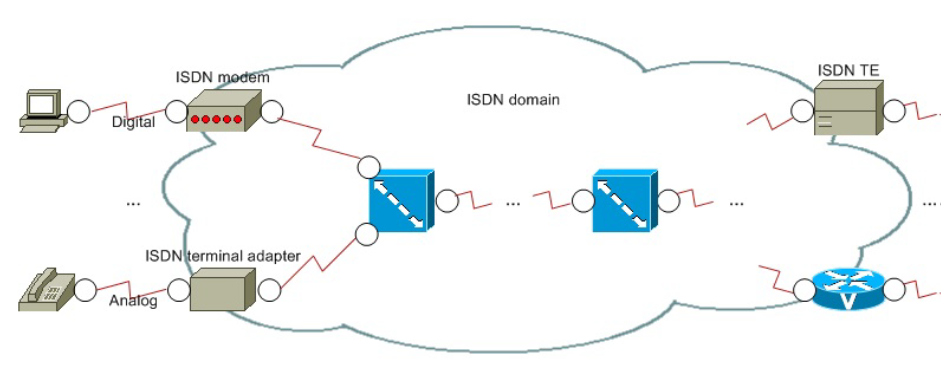 ISDN modem
ISDN TE
ISDN domain
Digital
...
...
...
...
ISDN terminal adapter
Analog
V